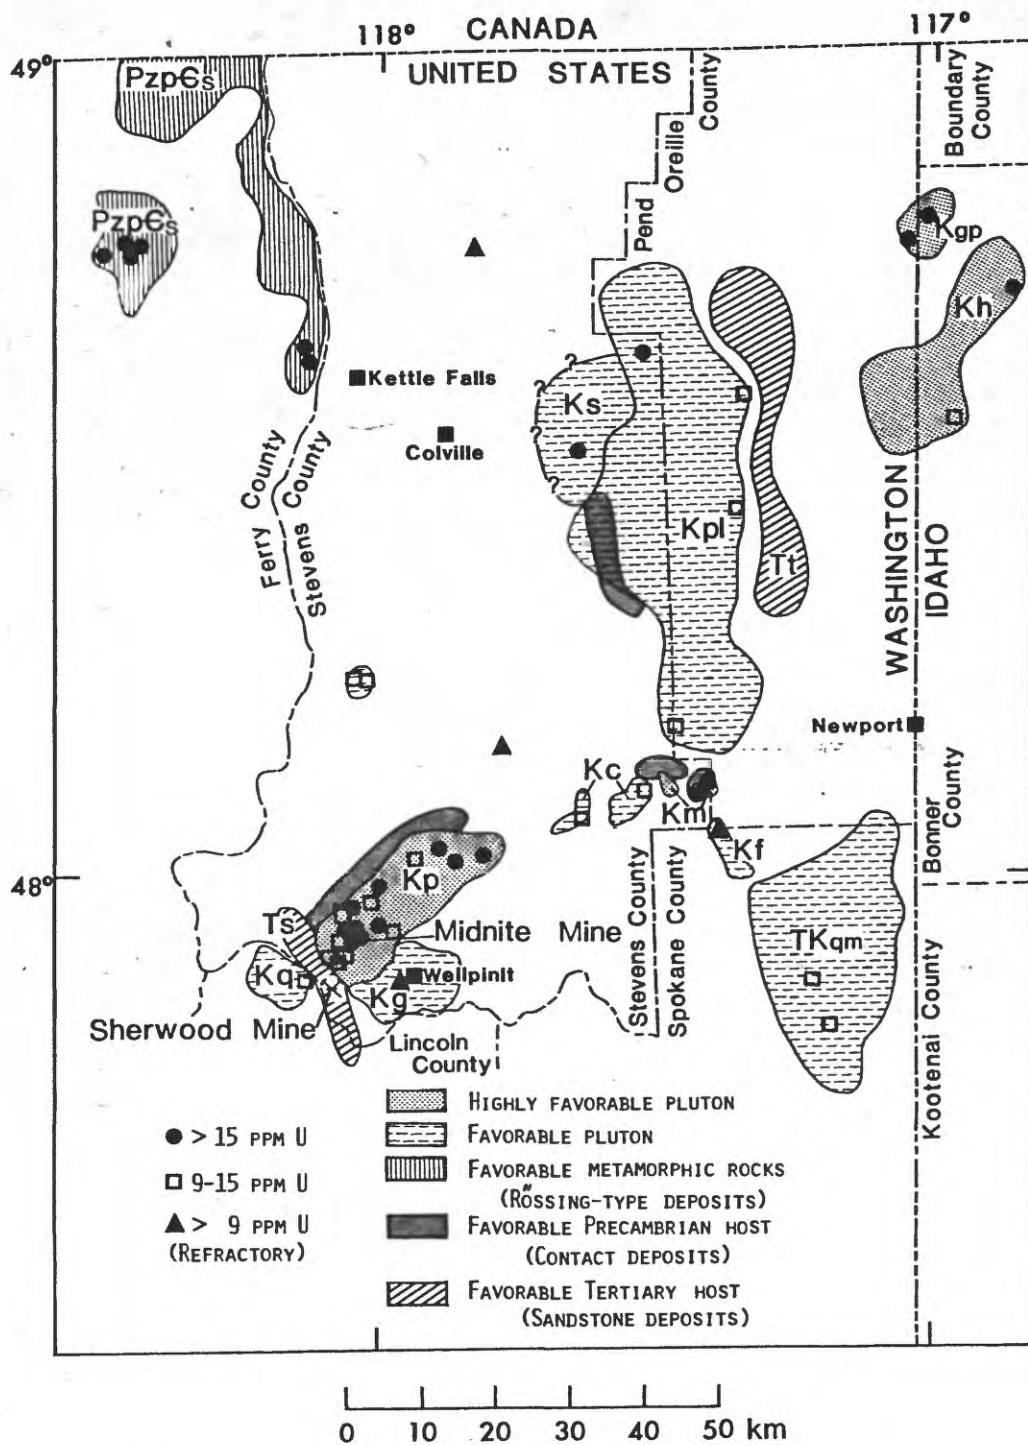 CANADA
118°
117°
49°
UNITED STATES
PzpЄs
Boundary
County
County
Oreille
Pend
PzpЄs
Kgp
Kh
Kettle Falls
?
?
?
?
Ks
Colville
Ferry County
Stevens County
Kpl
Tt
WASHINGTON
IDAHO
Newport
Kc
Km
Kf
Bonner
County
48°
Kp
Ts
Midnite Mine
Stevens County
Spokane County
TKqm
Kq
Wellpinit
Kg
x
Sherwood Mine
Lincoln
County
Kootenai County
> 15 PPM U
9-15 PPM U
> 9 PPM U
(REFRACTORY)
HIGHLY FAVORABLE PLUTON
FAVORABLE PLUTON
FAVORABLE METAMORPHIC ROCKS
(RÖSSING-TYPE DEPOSITS)
FAVORABLE PRECAMBRIAN HOST
(CONTACT DEPOSITS)
FAVORABLE TERTIARY HOST
(SANDSTONE DEPOSITS)
0 10 20 30 40 50 km